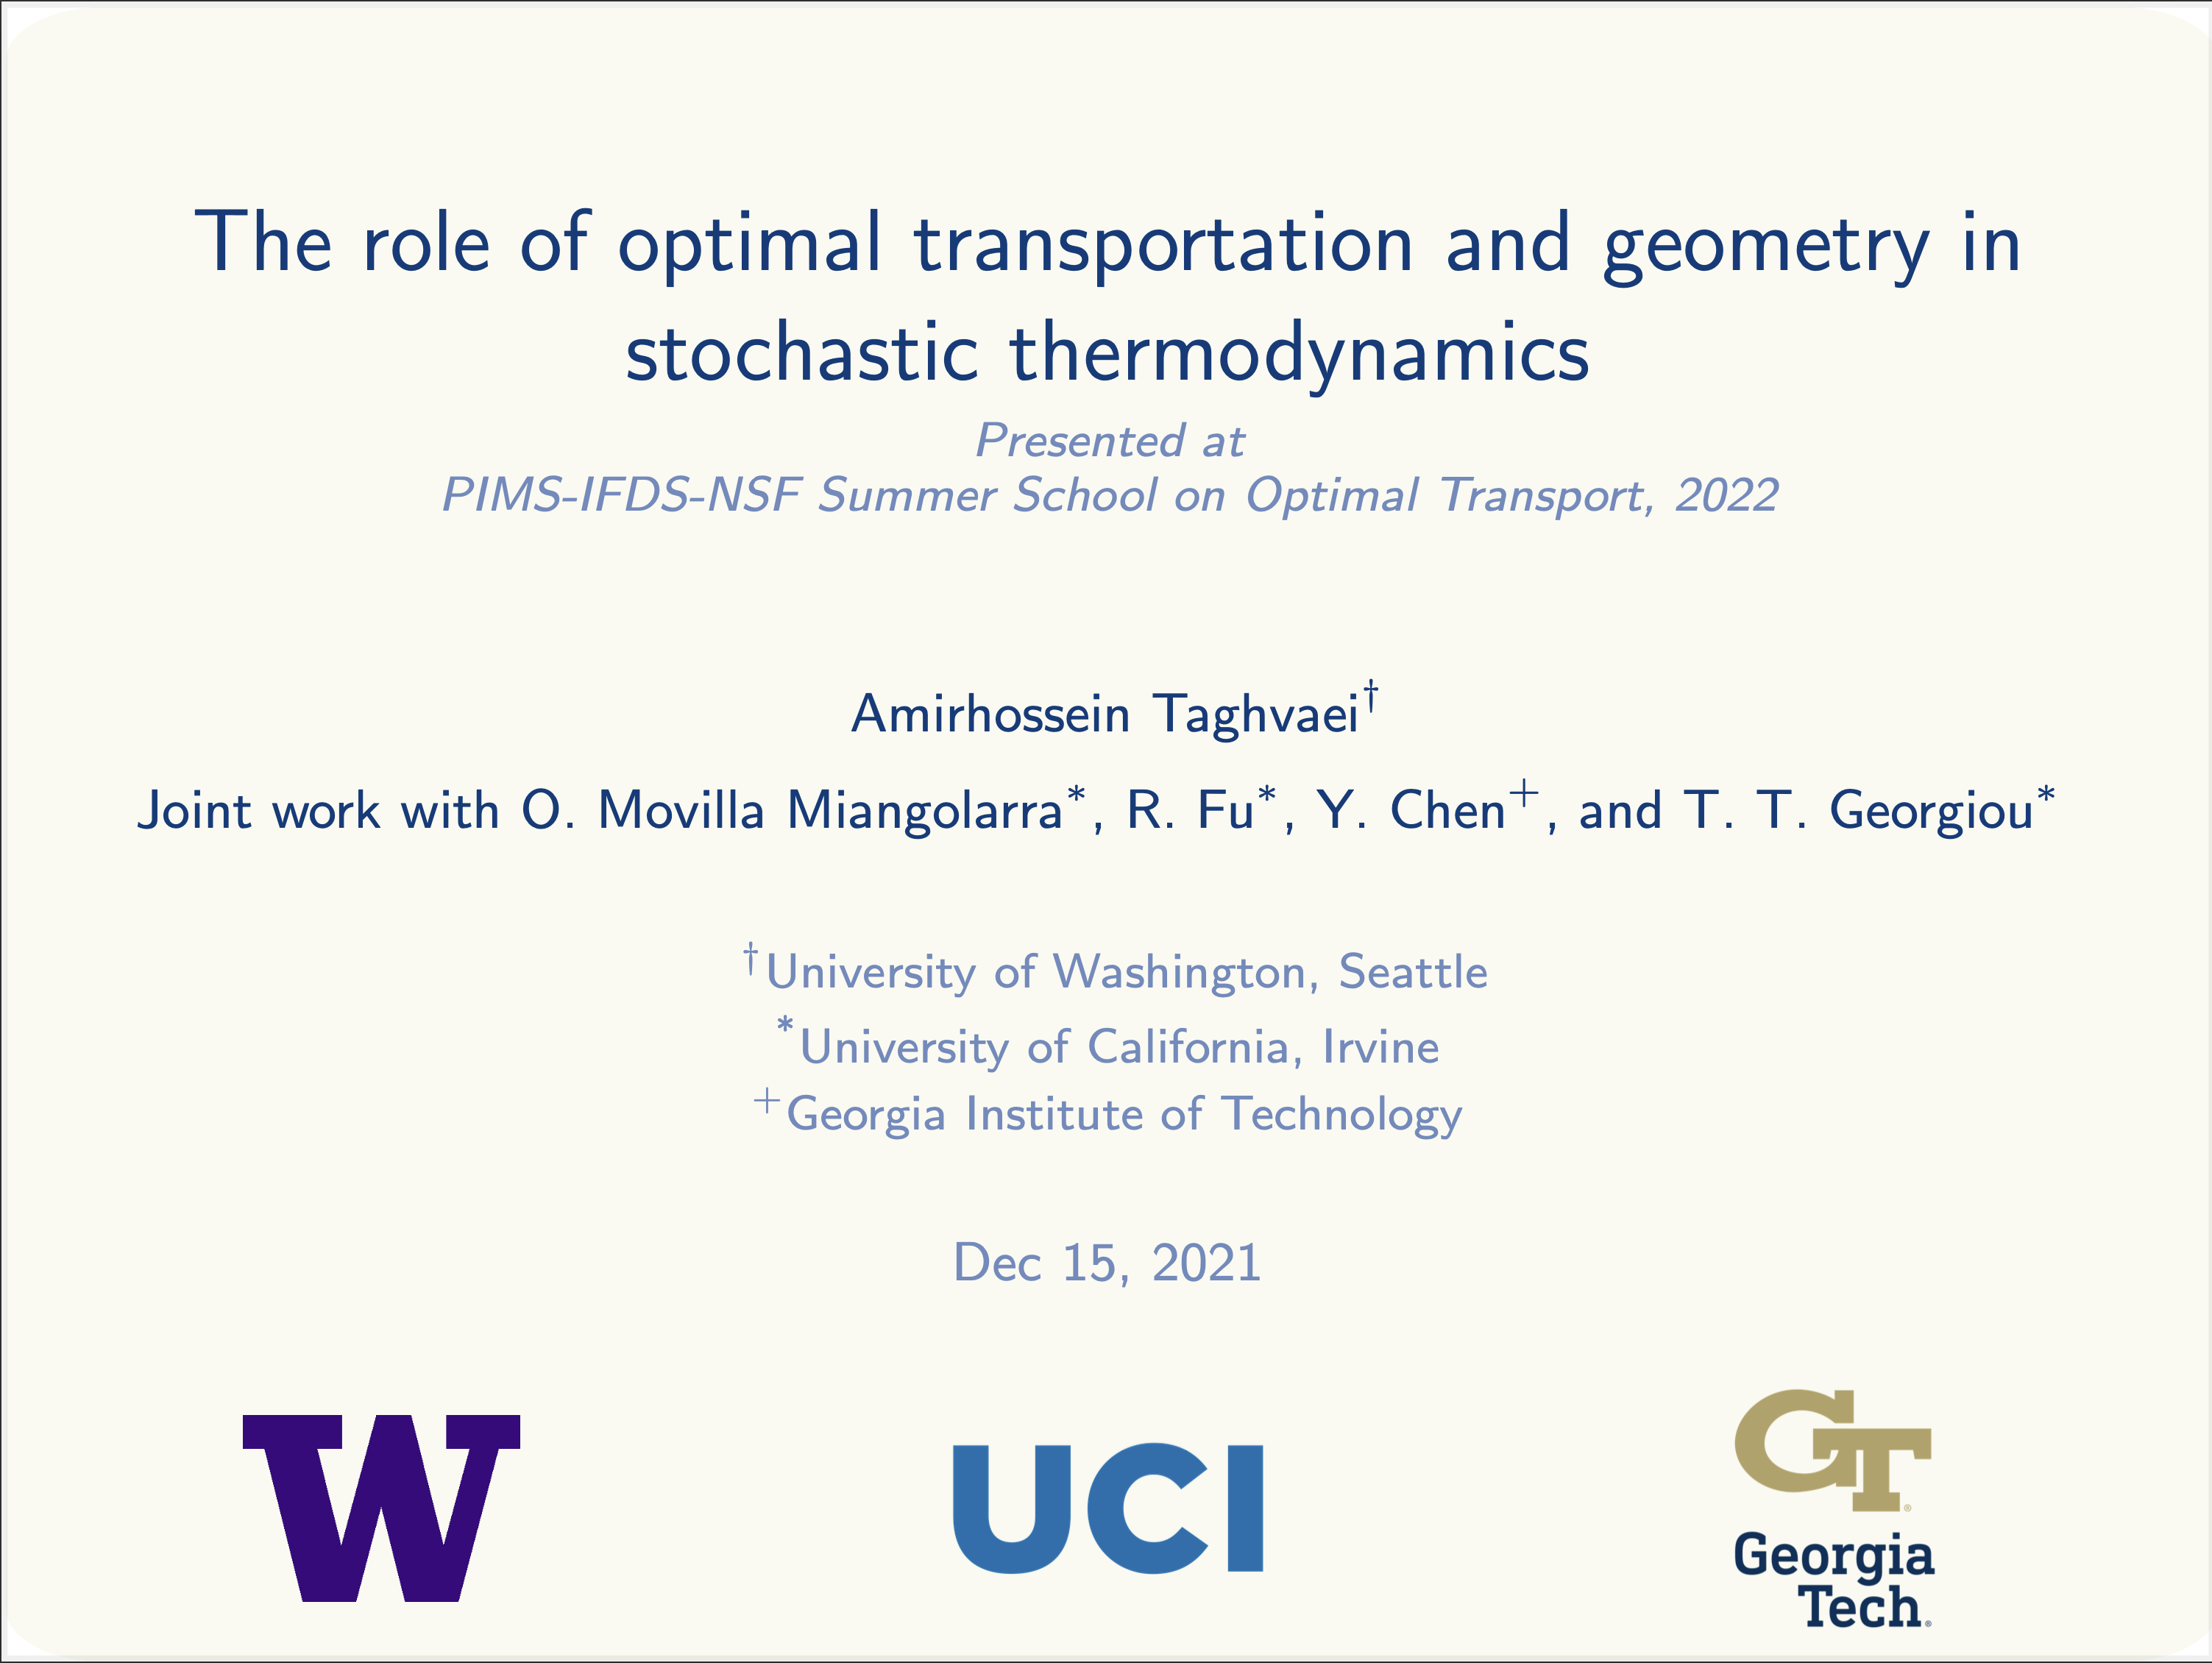 The role of optimal transportation and geometry in
stochastic thermodynamics
Presented at
PIMS-IFDS-NSF Summer School on Optimal Transport, 2022
Amirhossein Taghvaei†
Joint work with O. Movilla Miangolarra*, R. Fu*, Y. Chen+, and T. T. Georgiou*
†University of Washington, Seattle
*University of California, Irvine
+Georgia Institute of Technology
Dec 15, 2021
W
UCI
GT®
Georgia
Tech®